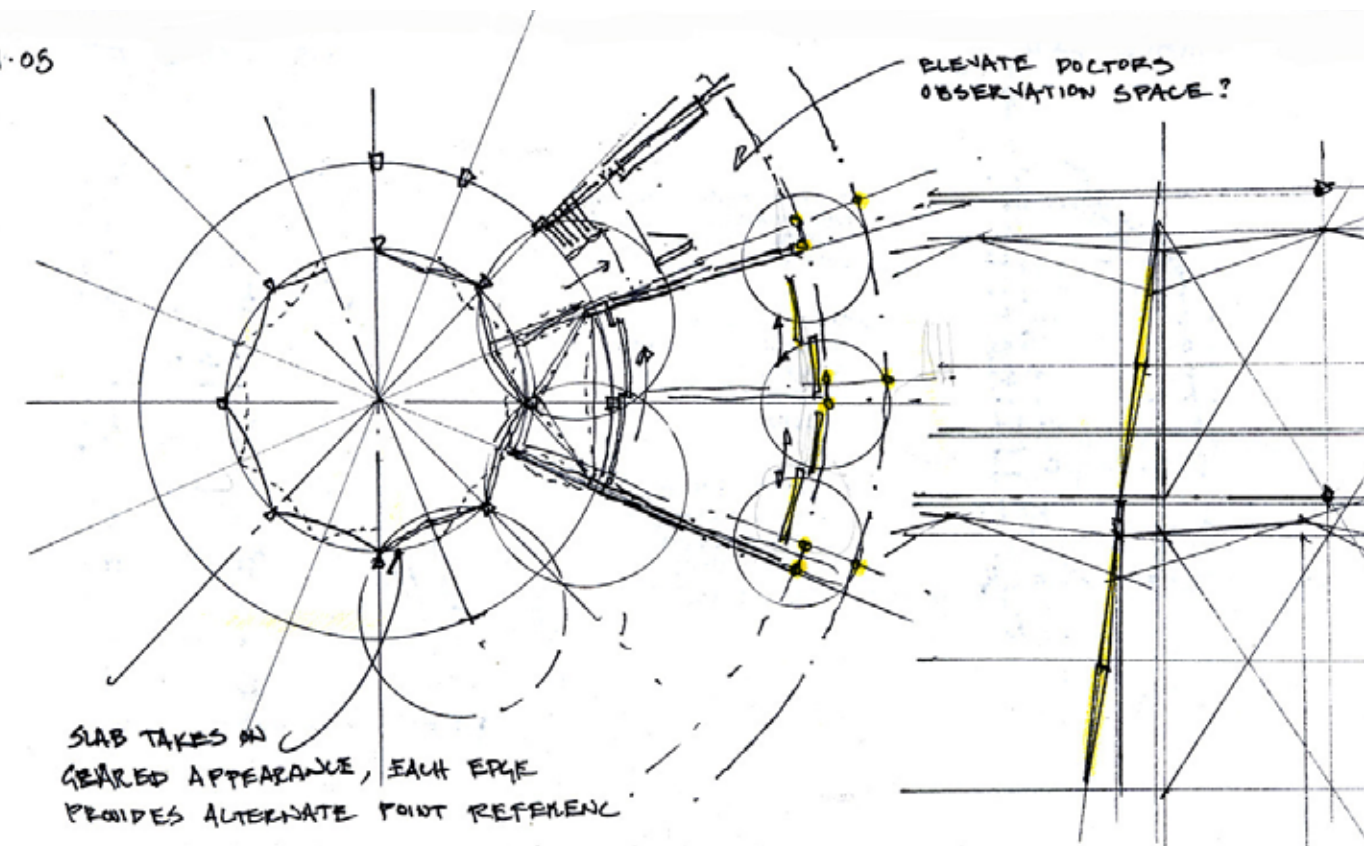 ·05
ELEVATE DOCTORS
OBSERVATION SPACE?
SLAB TAKES ON
GEARED APPEARANCE, EACH EDGE
PROVIDES ALTERNATE POINT REFERENC